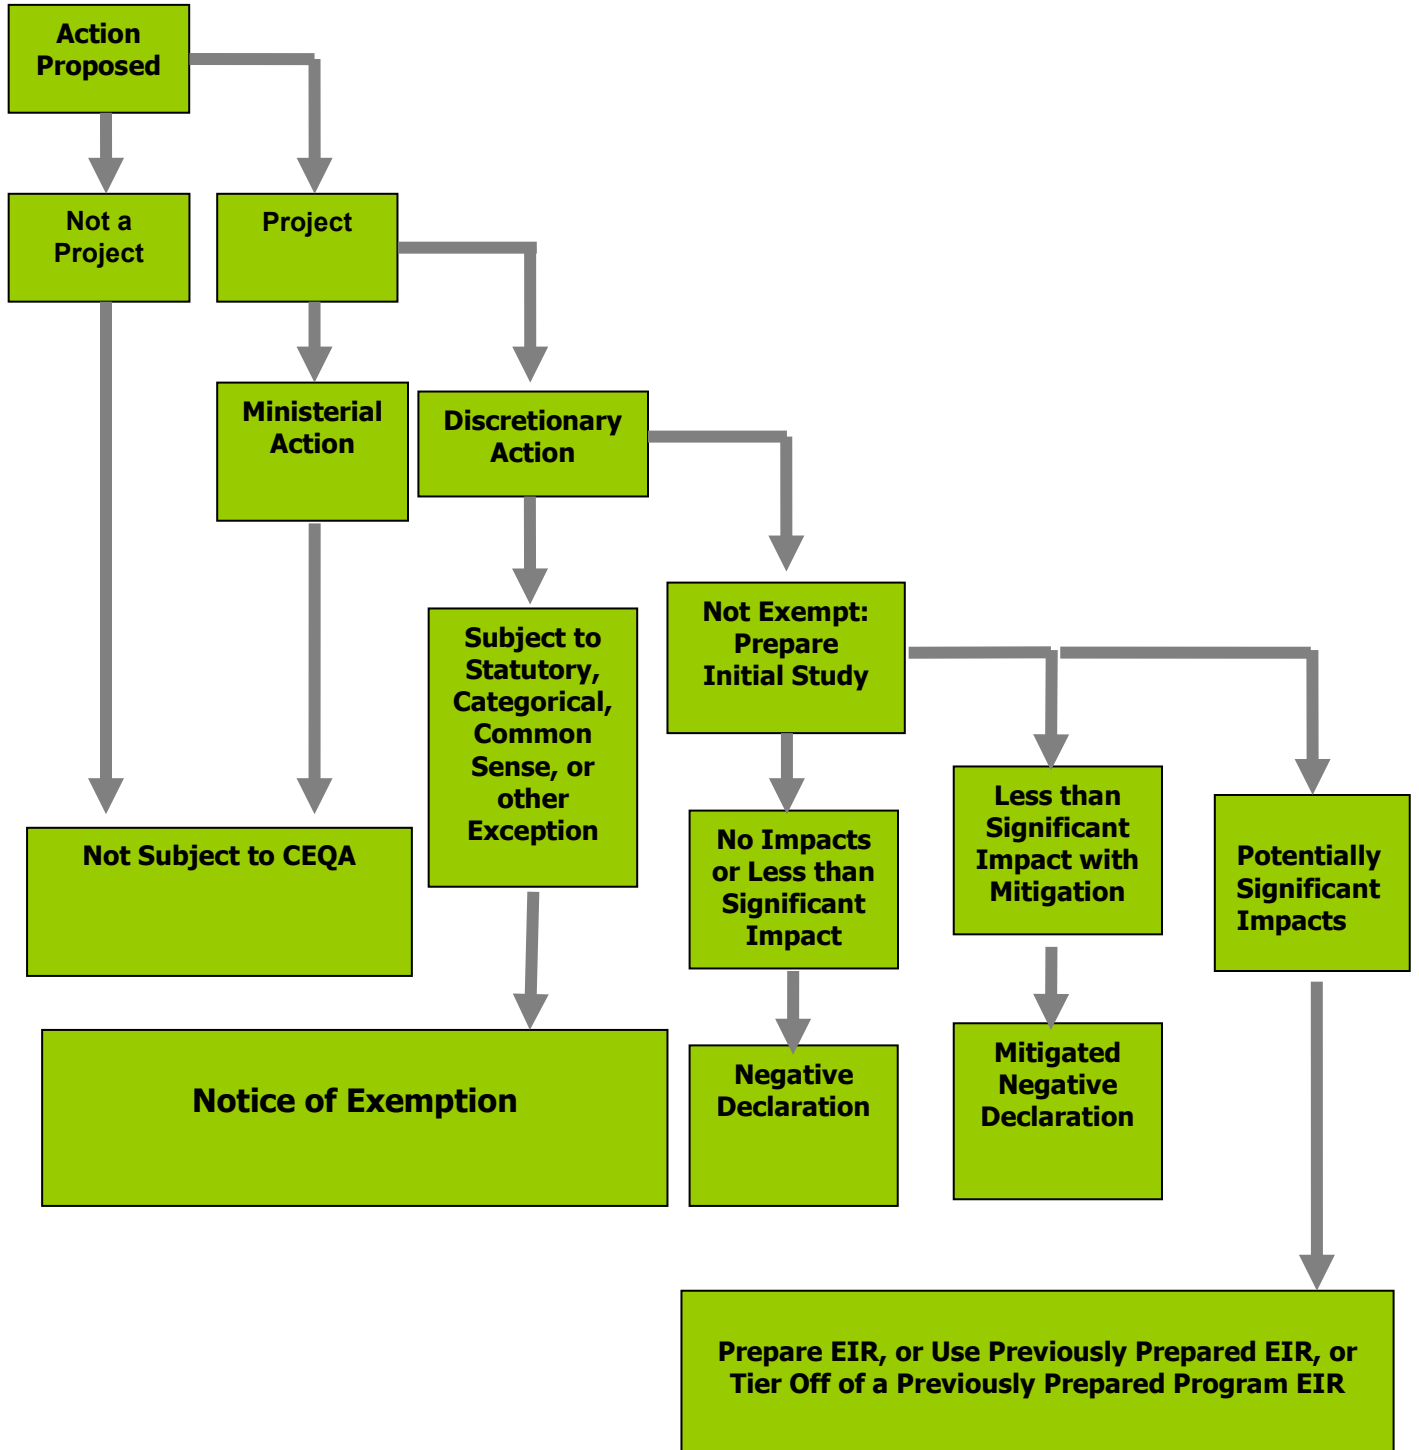 Action
Proposed
Not a
Project
Project
Ministerial
Action
Discretionary
Action
Subject to
Statutory,
Categorical,
Common
Sense, or
other
Exception
Not Exempt:
Prepare
Initial Study
No Impacts
or Less than
Significant
Impact
Less than
Significant
Impact with
Mitigation
Potentially
Significant
Impacts
Not Subject to CEQA
Notice of Exemption
Negative
Declaration
Mitigated
Negative
Declaration
Prepare EIR, or Use Previously Prepared EIR, or
Tier Off of a Previously Prepared Program EIR